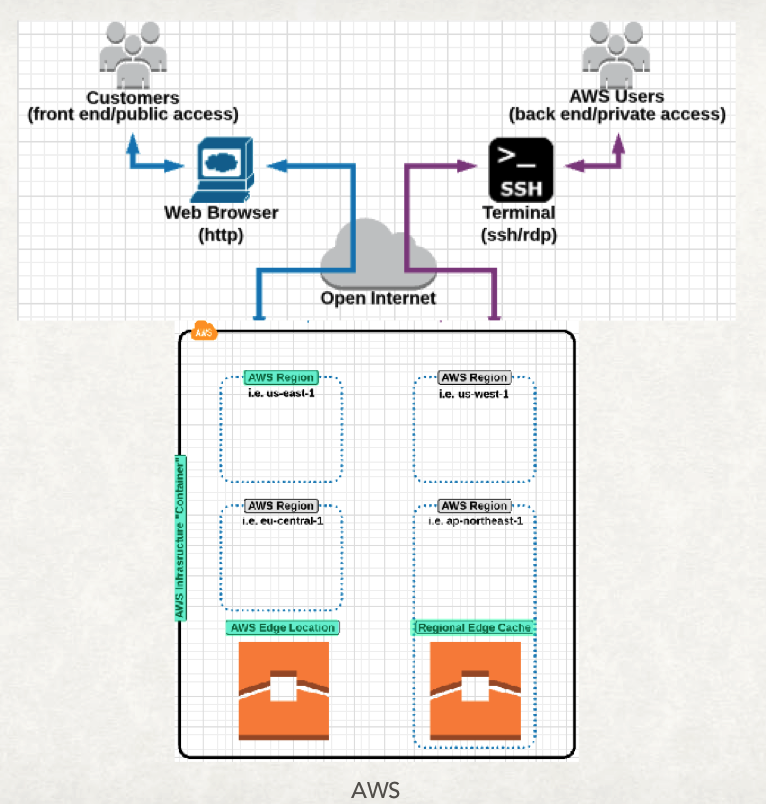 Customers
(front end/public access)
AWS Users
(back end/private access)
>_
SSH
Web Browser
(http)
Terminal
(ssh/rdp)
Open Internet
AWS
AWS Infrasructure "Container"
AWS Region
i.e. us-east-1
AWS Region
i.e. us-west-1
AWS Region
i.e. eu-central-1
AWS Region
i.e. ap-northeast-1
AWS Edge Location
Regional Edge Cache
AWS